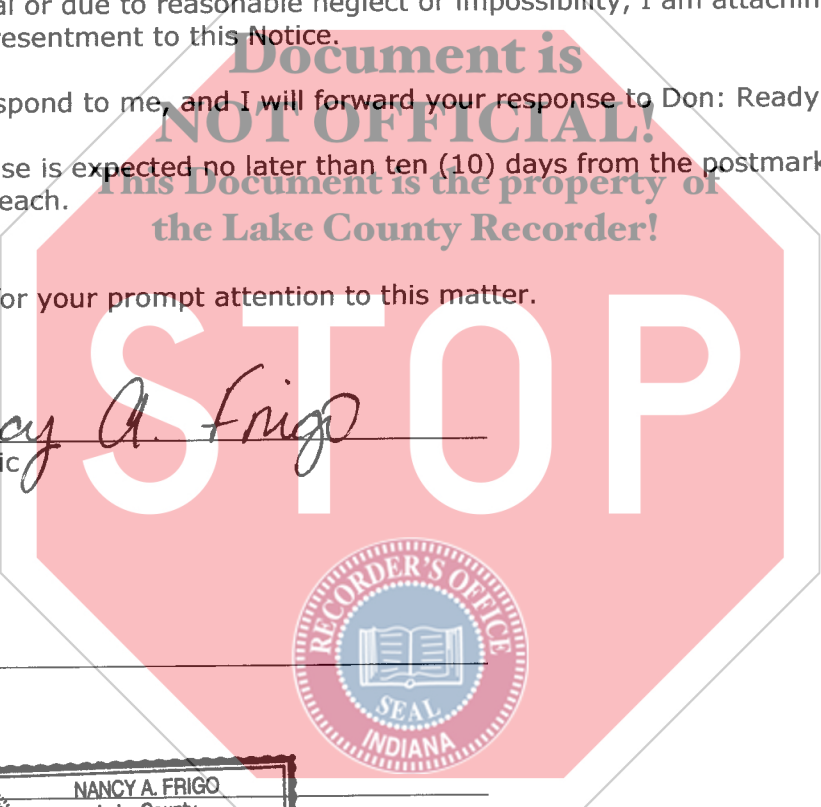 al or due to reasonable neglect or impossibility, I am attachin
resentment to this Notice.
Document is
spond to me, and I will forward your response to Don: Ready
NOT OFFICIAL!
se is expected no later than ten (10) days from the postmark
This Document is the property of
each.
the Lake County Recorder!
or your prompt attention to this matter.
STOP
cy A. Frigo
ic
RECORDER'S OFFICE
SEAL
INDIANA
NANCY A. FRIGO
Lake County